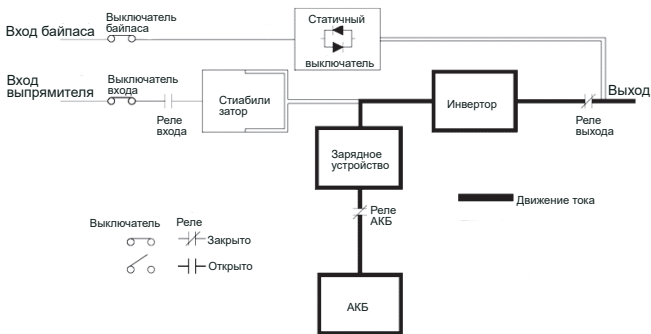 Вход байпаса
Выключатель
байпаса
Статичный
выключатель
Вход
выпрямителя
Выключатель
входа
Реле
входа
Стиабили
затор
Инвертор
Выход
Реле
выхода
Зарядное
устройство
Реле
АКБ
Движение тока
Выключатель
Реле
Закрыто
Открыто
АКБ